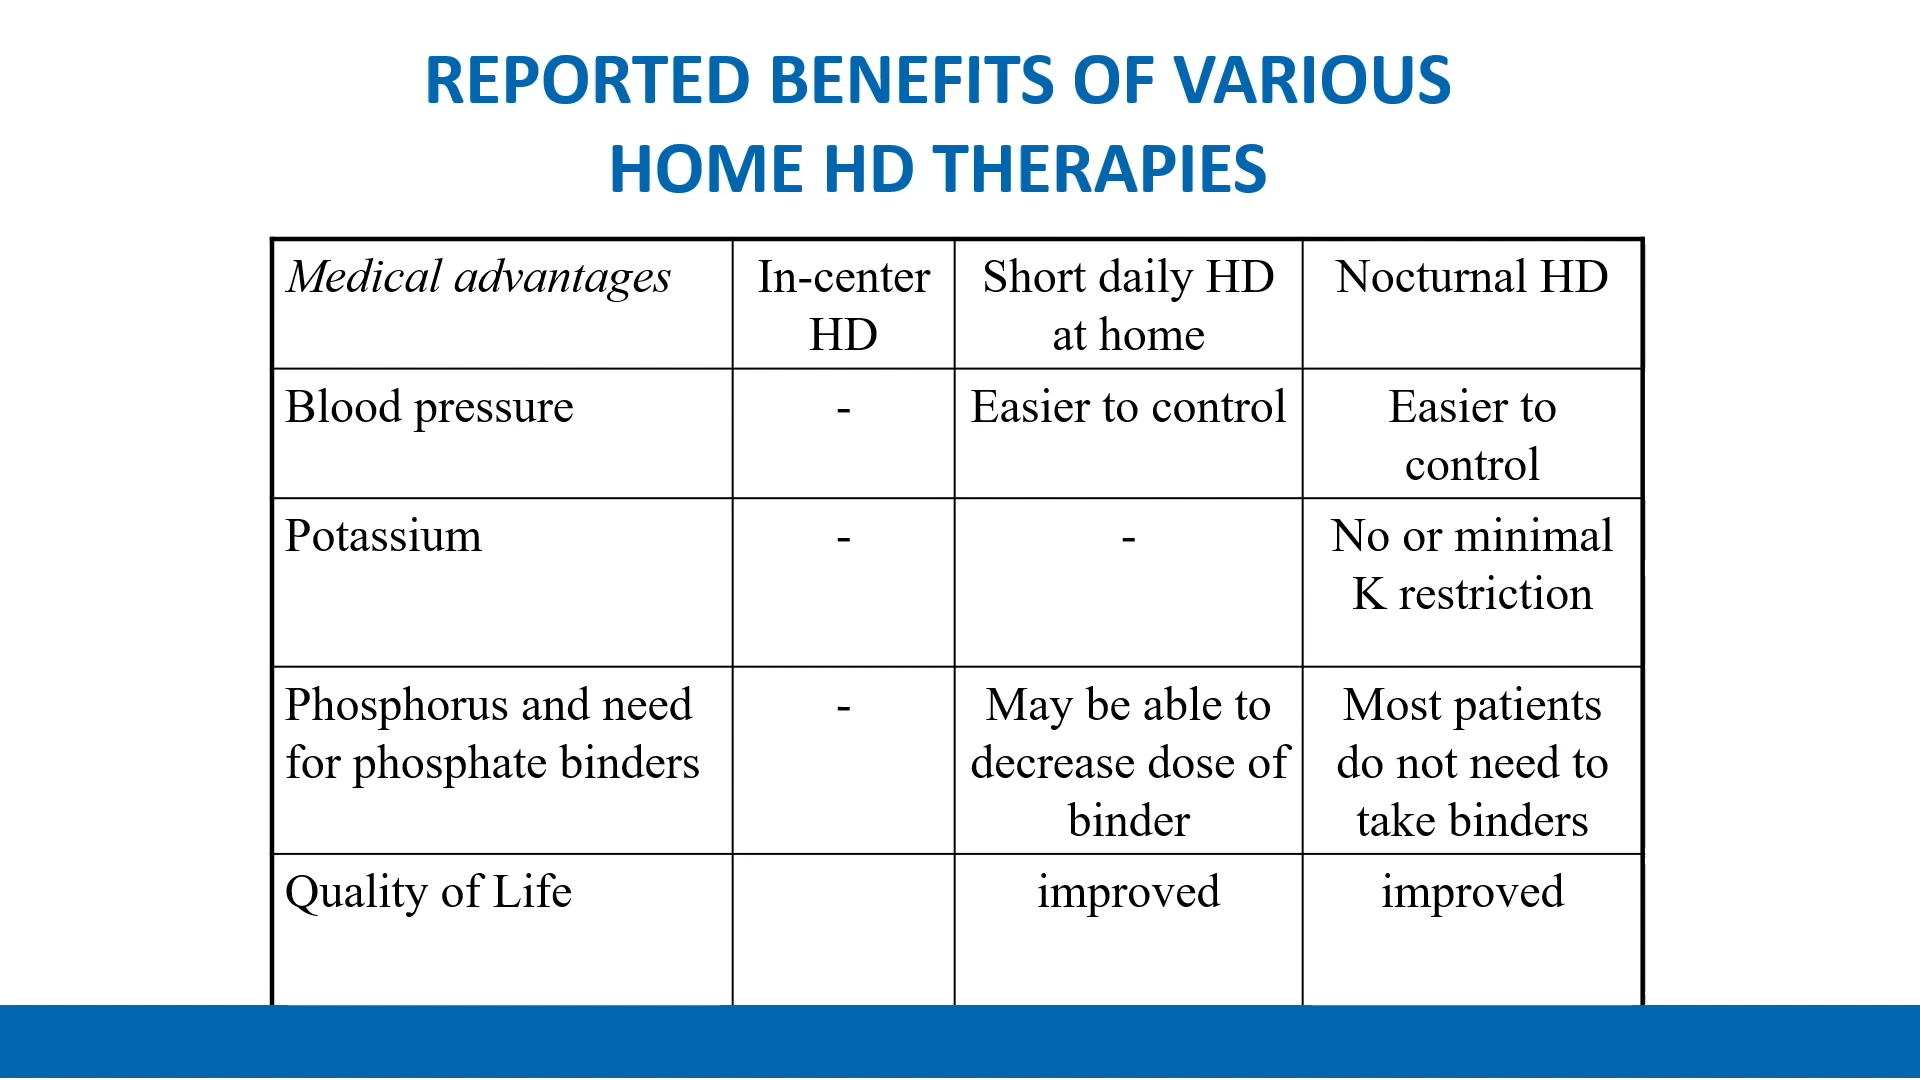 REPORTED BENEFITS OF VARIOUS
HOME HD THERAPIES
Medical advantages
In-center
HD
Short daily HD
at home
Nocturnal HD
Blood pressure
-
Easier to control
Easier to
control
Potassium
-
-
No or minimal
K restriction
Phosphorus and need
for phosphate binders
-
May be able to
decrease dose of
binder
Most patients
do not need to
take binders
Quality of Life
improved
improved